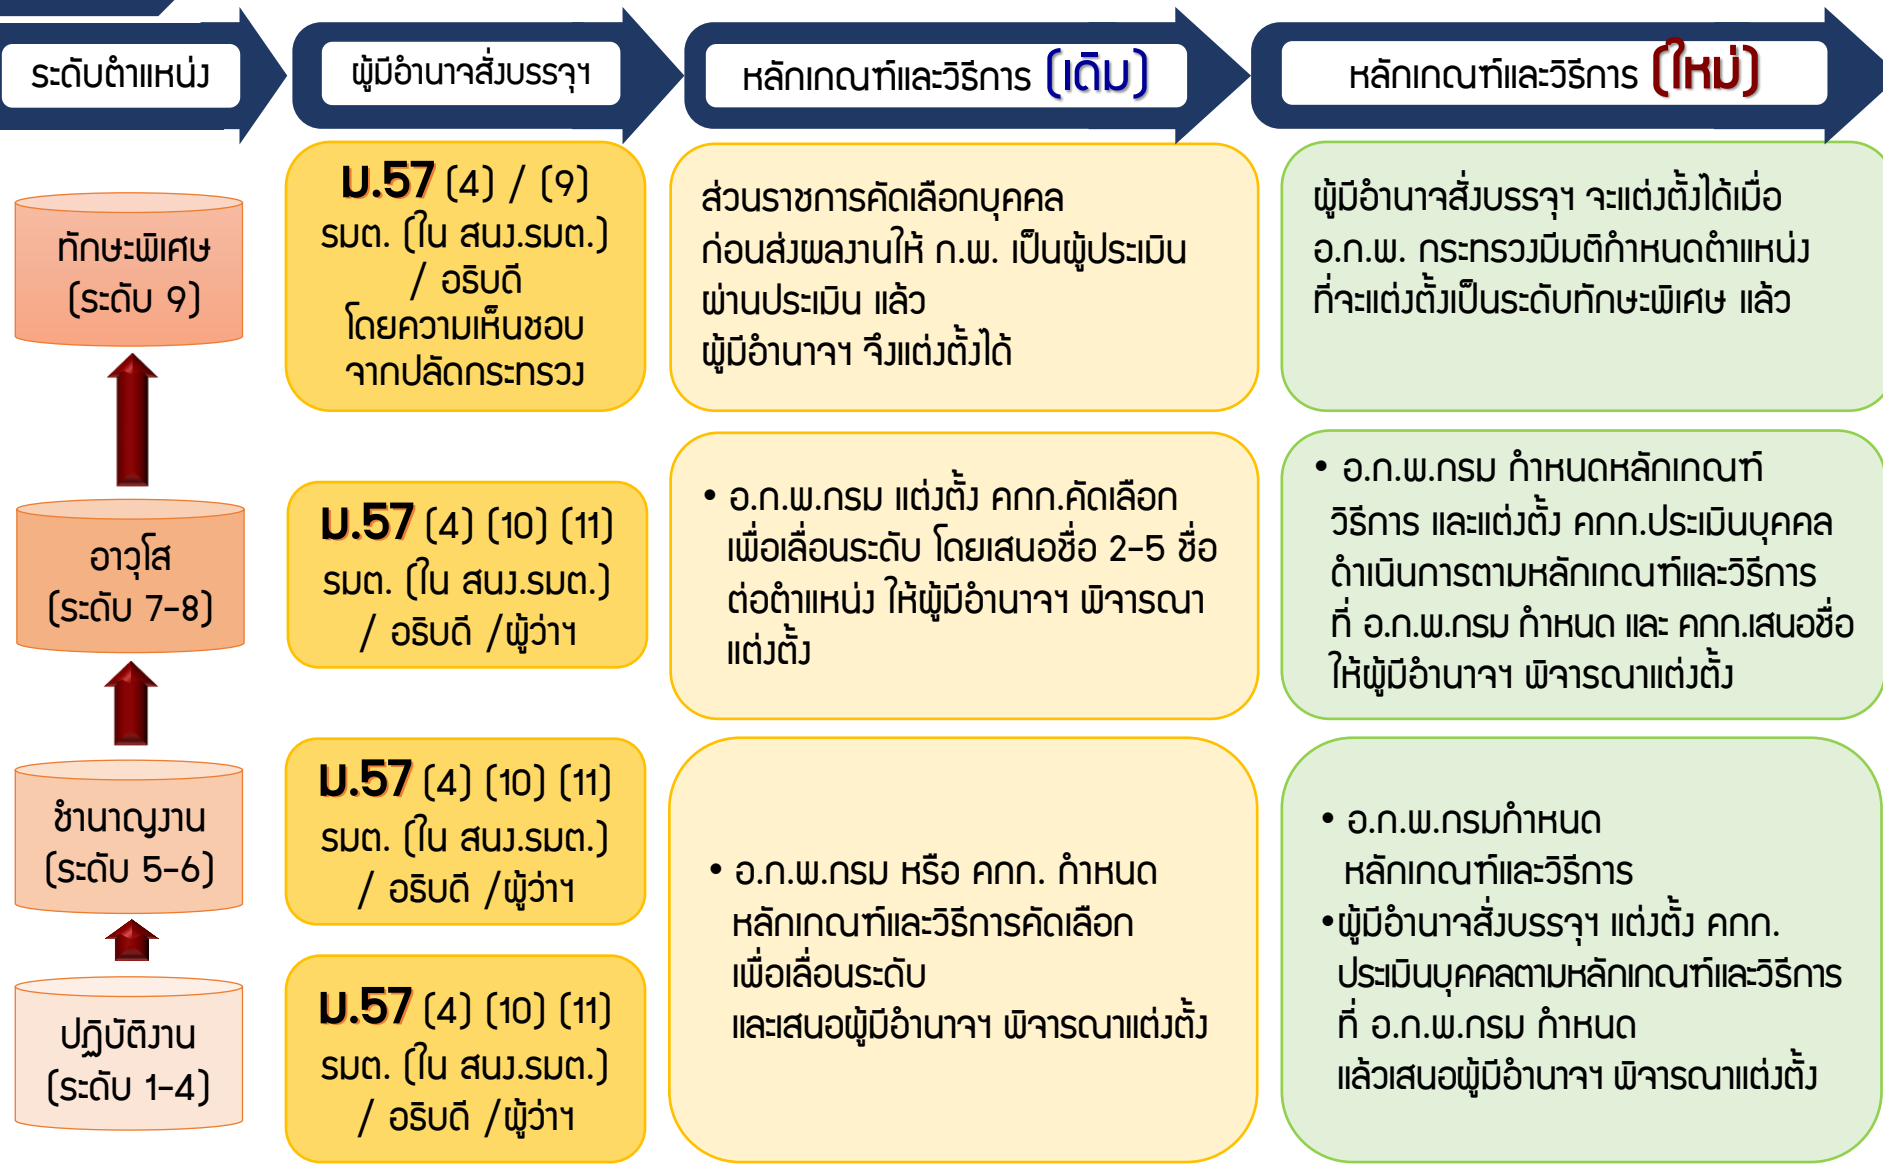 ระดับตำแหน่ง
ผู้มีอำนาจสั่งบรรจุฯ
หลักเกณฑ์และวิธีการ (เดิม)
หลักเกณฑ์และวิธีการ (ใหม่)
ทักษะพิเศษ
(ระดับ 9)
ม.57 (4) / (9)
รมต. (ใน สนง.รมต.)
/ อธิบดี
โดยความเห็นชอบ
จากปลัดกระทรวง
ส่วนราชการคัดเลือกบุคคล
ก่อนส่งผลงานให้ ก.พ. เป็นผู้ประเมิน
ผ่านประเมิน แล้ว
ผู้มีอำนาจฯ จึงแต่งตั้งได้
ผู้มีอำนาจสั่งบรรจุฯ จะแต่งตั้งได้เมื่อ
อ.ก.พ. กระทรวงมีมติกำหนดตำแหน่ง
ที่จะแต่งตั้งเป็นระดับทักษะพิเศษ แล้ว
อาวุโส
(ระดับ 7-8)
ม.57 (4) (10) (11)
รมต. (ใน สนง.รมต.)
/ อธิบดี /ผู้ว่าฯ
• อ.ก.พ.กรม แต่งตั้ง คกก.คัดเลือก
เพื่อเลื่อนระดับ โดยเสนอชื่อ 2-5 ชื่อ
ต่อตำแหน่ง ให้ผู้มีอำนาจฯ พิจารณา
แต่งตั้ง
• อ.ก.พ.กรม กำหนดหลักเกณฑ์
วิธีการ และแต่งตั้ง คกก.ประเมินบุคคล
ดำเนินการตามหลักเกณฑ์และวิธีการ
ที่ อ.ก.พ.กรม กำหนด และ คกก.เสนอชื่อ
ให้ผู้มีอำนาจฯ พิจารณาแต่งตั้ง
ชำนาญงาน
(ระดับ 5-6)
ม.57 (4) (10) (11)
รมต. (ใน สนง.รมต.)
/ อธิบดี /ผู้ว่าฯ
ปฏิบัติงาน
(ระดับ 1-4)
ม.57 (4) (10) (11)
รมต. (ใน สนง.รมต.)
/ อธิบดี /ผู้ว่าฯ
• อ.ก.พ.กรม หรือ คกก. กำหนด
หลักเกณฑ์และวิธีการคัดเลือก
เพื่อเลื่อนระดับ
และเสนอผู้มีอำนาจฯ พิจารณาแต่งตั้ง
• อ.ก.พ.กรมกำหนด
หลักเกณฑ์และวิธีการ
•ผู้มีอำนาจสั่งบรรจุฯ แต่งตั้ง คกก.
ประเมินบุคคลตามหลักเกณฑ์และวิธีการ
ที่ อ.ก.พ.กรม กำหนด
แล้วเสนอผู้มีอำนาจฯ พิจารณาแต่งตั้ง